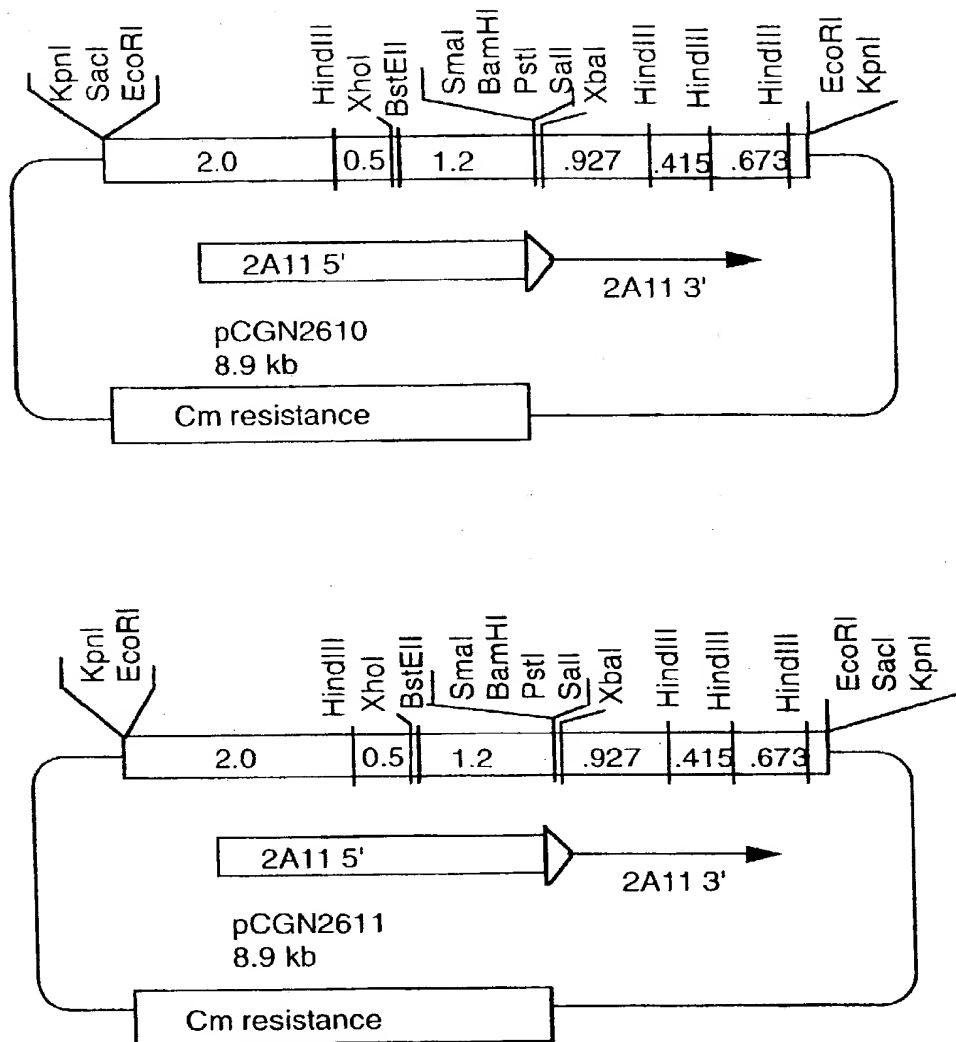 KpnI
SacI
EcoRI
HindIII
XhoI
BstEII
SmaI
BamHI
PstI
SalI
XbaI
HindIII
HindIII
HindIII
EcoRI
KpnI
2.0
0.5
1.2
.927
.415
.673
2A11 5'
2A11 3'
pCGN2610
8.9 kb
Cm resistance
KpnI
EcoRI
HindIII
XhoI
BstEII
SmaI
BamHI
PstI
SalI
XbaI
HindIII
HindIII
HindIII
EcoRI
SacI
KpnI
2.0
0.5
1.2
.927
.415
.673
2A11 5'
2A11 3'
pCGN2611
8.9 kb
Cm resistance